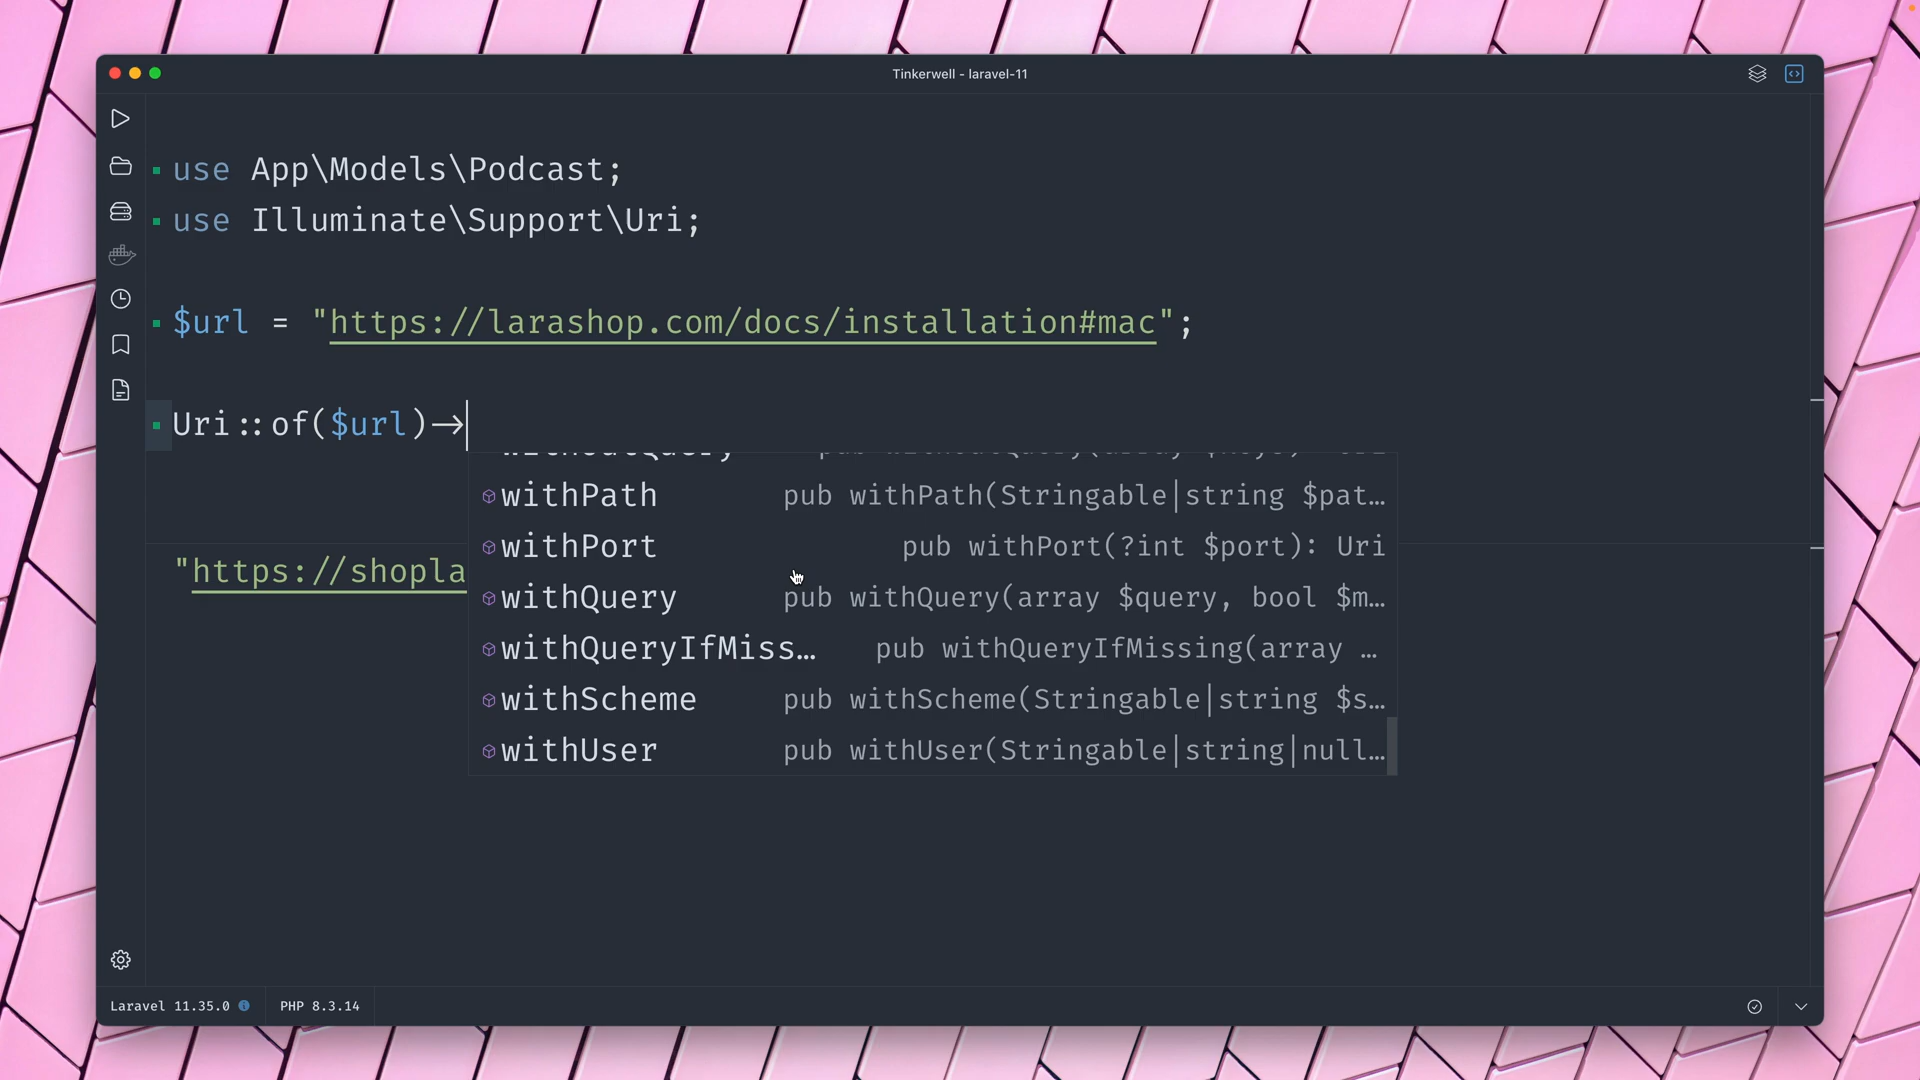 Tinkerwell - laravel-11
use App\Models\Podcast;
use Illuminate\Support\Uri;
$url = "https://larashop.com/docs/installation#mac";
Uri::of($url)->
withPath pub withPath(Stringable|string $pat…
withPort pub withPort(?int $port): Uri
"https://shopla
withQuery pub withQuery(array $query, bool $m…
withQueryIfMiss… pub withQueryIfMissing(array …
withScheme pub withScheme(Stringable|string $s…
withUser pub withUser(Stringable|string|null…
Laravel 11.35.0 PHP 8.3.14